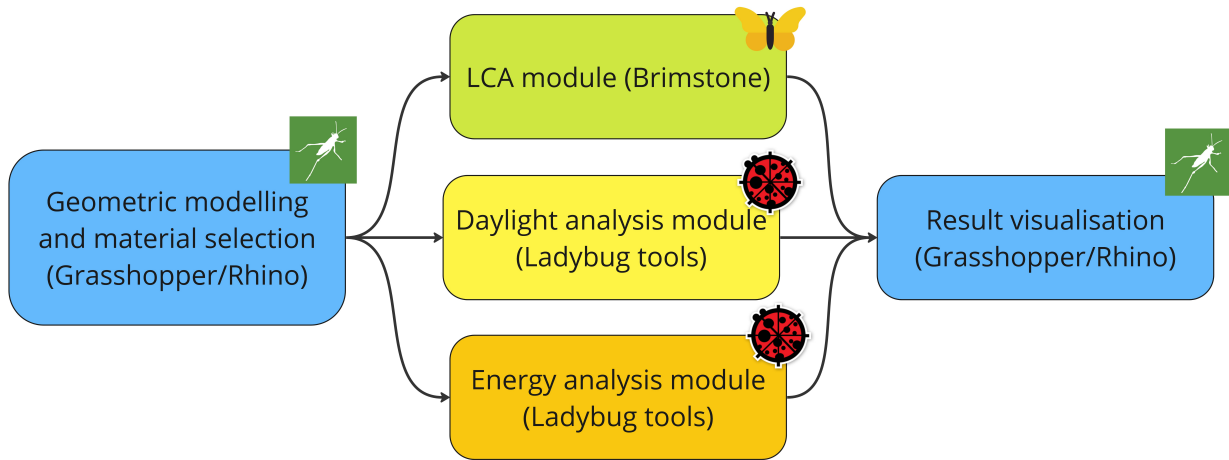 Geometric modelling
and material selection
(Grasshopper/Rhino)
LCA module (Brimstone)
Daylight analysis module
(Ladybug tools)
Energy analysis module
(Ladybug tools)
Result visualisation
(Grasshopper/Rhino)